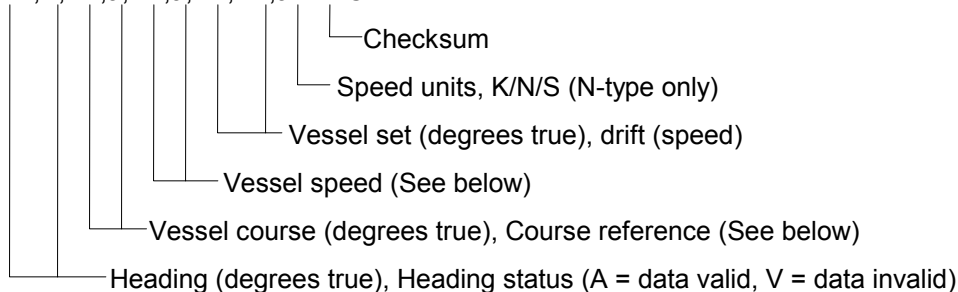 Checksum
Speed units, K/N/S (N-type only)
Vessel set (degrees true), drift (speed)
Vessel speed (See below)
Vessel course (degrees true), Course reference (See below)
Heading (degrees true), Heading status (A = data valid, V = data invalid)